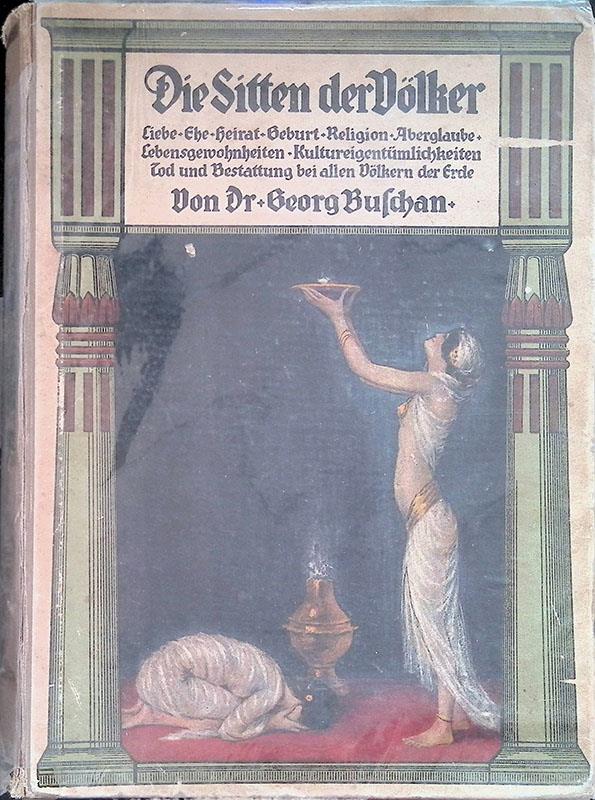 Die Sitten der Völker
Liebe · Ehe · Heirat · Geburt · Religion · Aberglaube ·
Lebensgewohnheiten · Kultureigentümlichkeiten
Tod und Bestattung bei allen Völkern der Erde
Von Dr · Georg Buſchan ·